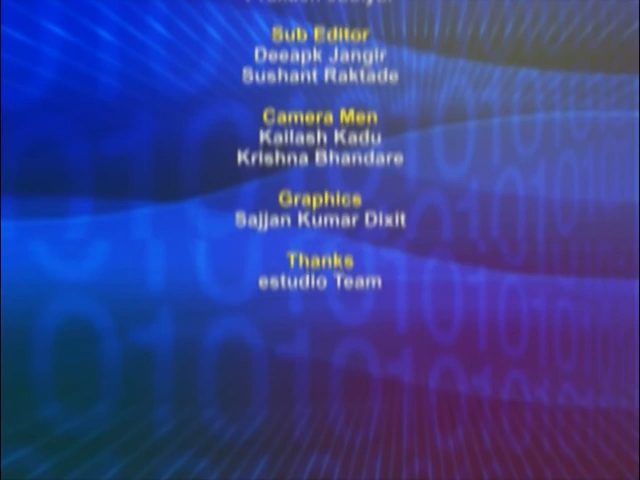 Sub Editor
Deeapk Jangir
Sushant Raktade
Camera Men
Kailash Kadu
Krishna Bhandare
Graphics
Sajjan Kumar Dixit
Thanks
estudio Team